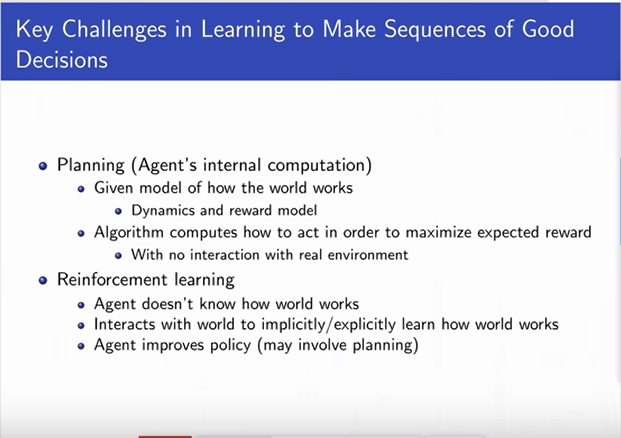 Key Challenges in Learning to Make Sequences of Good
Decisions
Planning (Agent's internal computation)
Given model of how the world works
Dynamics and reward model
Algorithm computes how to act in order to maximize expected reward
With no interaction with real environment
Reinforcement learning
Agent doesn't know how world works
Interacts with world to implicitly/explicitly learn how world works
Agent improves policy (may involve planning)